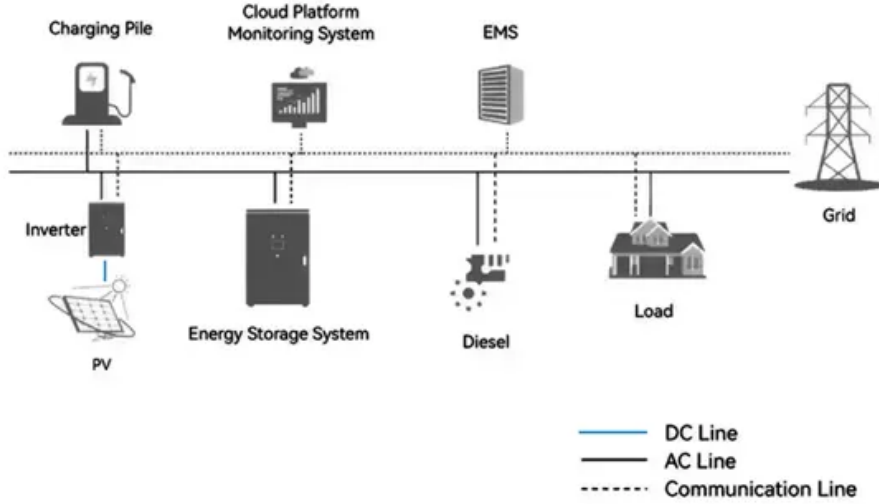 Charging Pile
Cloud Platform
Monitoring System
EMS
Grid
Inverter
Energy Storage System
Load
Diesel
PV
DC Line
AC Line
Communication Line